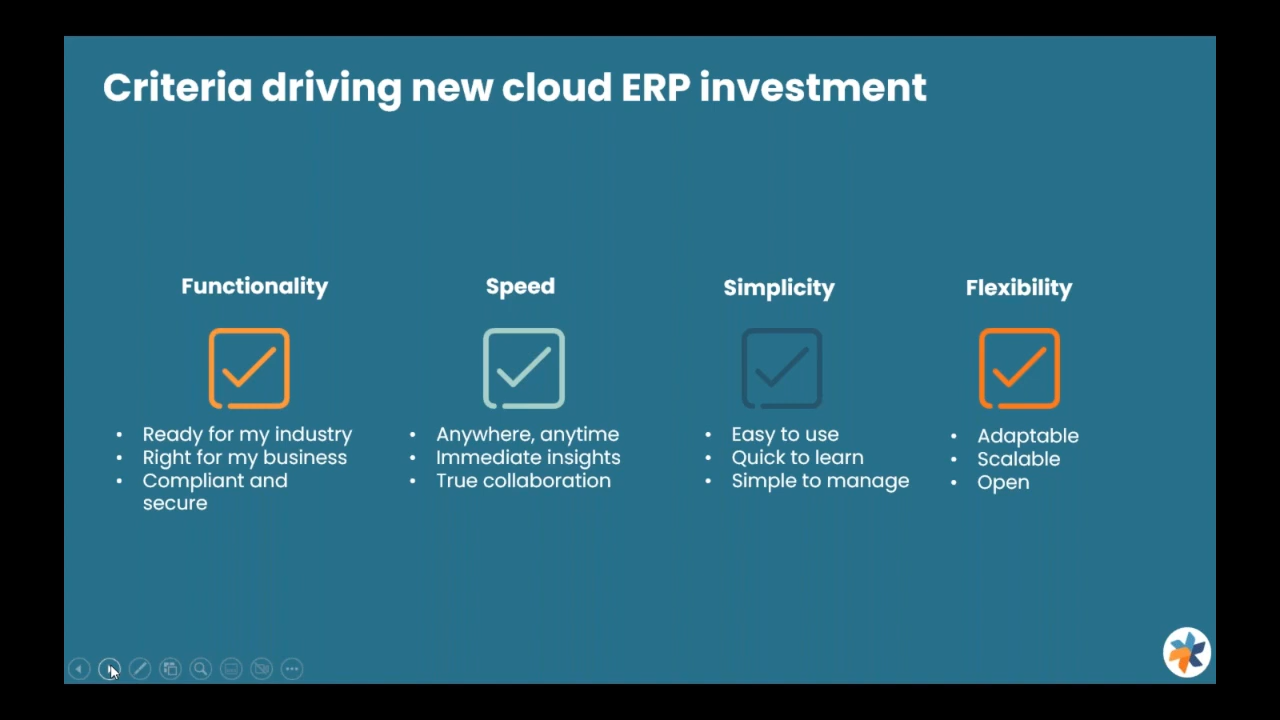 Criteria driving new cloud ERP investment
Functionality
• Ready for my industry
• Right for my business
• Compliant and
secure
Speed
• Anywhere, anytime
• Immediate insights
• True collaboration
Simplicity
• Easy to use
• Quick to learn
• Simple to manage
Flexibility
• Adaptable
• Scalable
• Open